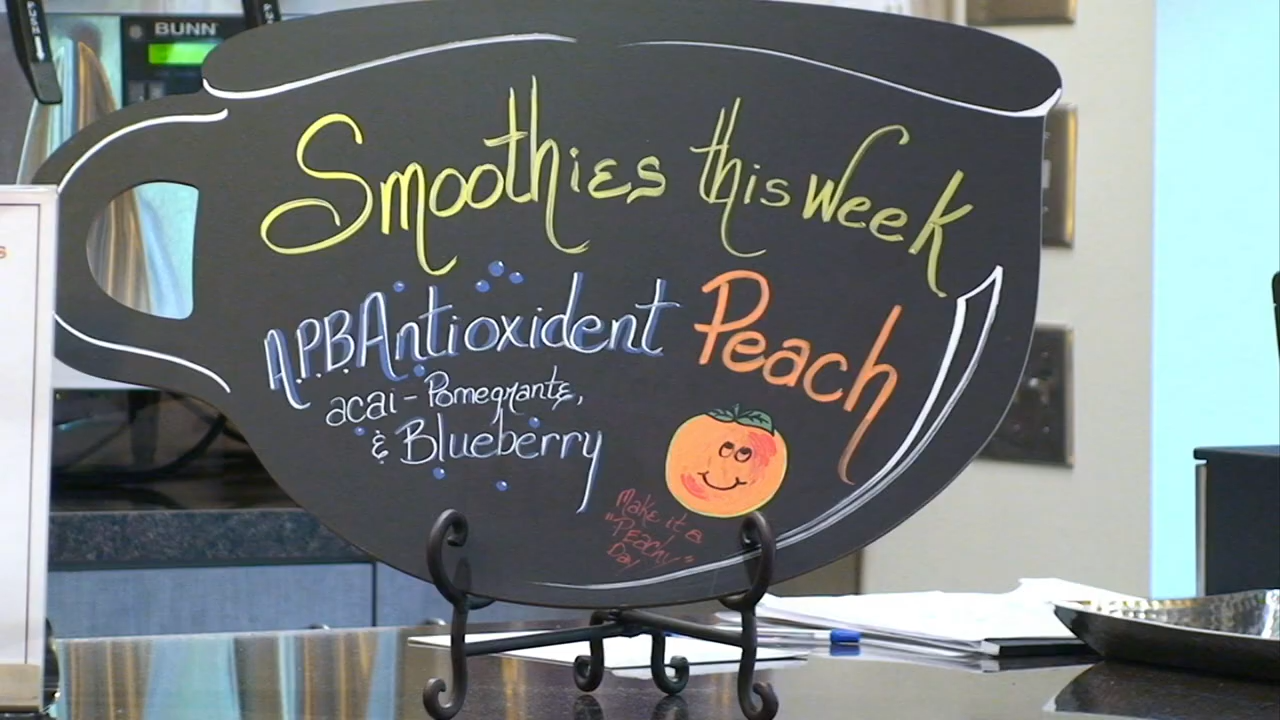 BUNN
Smoothies this week
A.P.B Antioxident Peach
acai - Pomegrante,
& Blueberry
Make it a
"Peachy"
Day
s